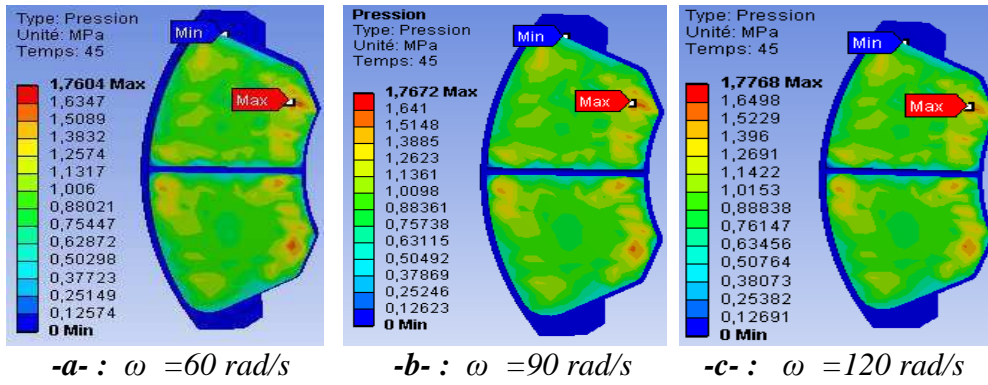 Type: Pression
Unité: MPa
Temps: 45
1,7604 Max
1,6347
1,5089
1,3832
1,2574
1,1317
1,006
0,88021
0,75447
0,62872
0,50298
0,37723
0,25149
0,12574
0 Min
Min
Max
Pression
Type: Pression
Unité: MPa
Temps: 45
1,7672 Max
1,641
1,5148
1,3885
1,2623
1,1361
1,0098
0,88361
0,75738
0,63115
0,50492
0,37869
0,25246
0,12623
0 Min
Min
Max
Type: Pression
Unité: MPa
Temps: 45
1,7768 Max
1,6498
1,5229
1,396
1,2691
1,1422
1,0153
0,88838
0,76147
0,63456
0,50764
0,38073
0,25382
0,12691
0 Min
Min
Max
-a- : ω =60 rad/s
-b- : ω =90 rad/s
-c- : ω =120 rad/s